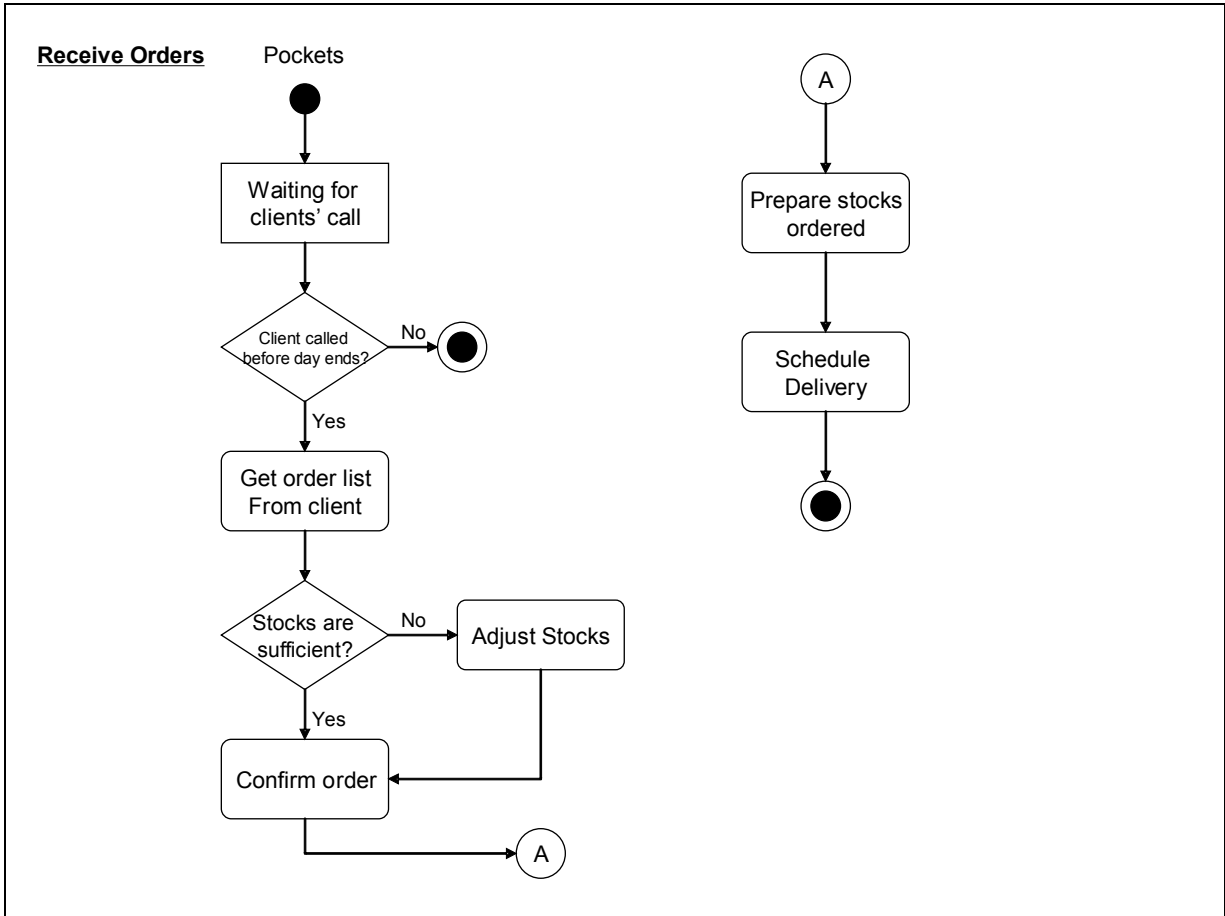 Receive Orders
Pockets
Waiting for
clients’ call
Client called
before day ends?
No
Yes
Get order list
From client
Stocks are
sufficient?
No
Adjust Stocks
Yes
Confirm order
A
A
Prepare stocks
ordered
Schedule
Delivery